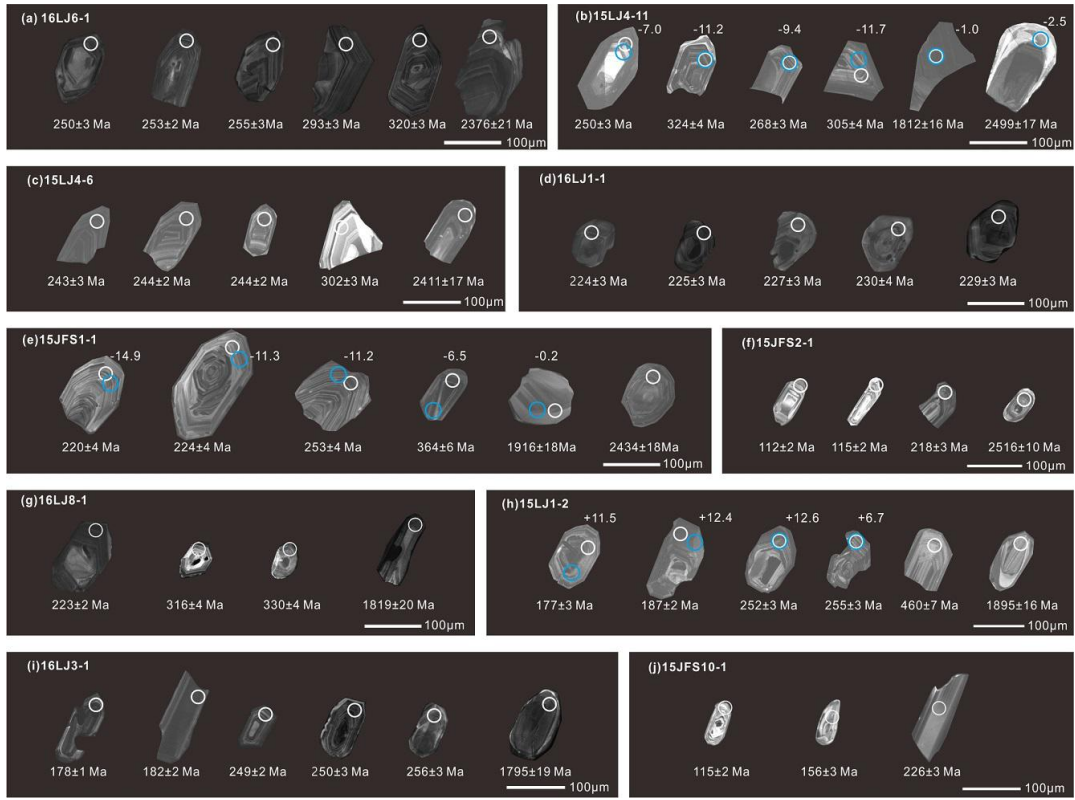 (a) 16LJ6-1
250±3 Ma 253±2 Ma 255±3Ma 293±3 Ma 320±3 Ma 2376±21 Ma
100μm
(b)15LJ4-11
-7.0 -11.2 -9.4 -11.7 -1.0 -2.5
250±3 Ma 324±4 Ma 268±3 Ma 305±4 Ma 1812±16 Ma 2499±17 Ma
100μm
(c)15LJ4-6
243±3 Ma 244±2 Ma 244±2 Ma 302±3 Ma 2411±17 Ma
100μm
(d)16LJ1-1
224±3 Ma 225±3 Ma 227±3 Ma 230±4 Ma 229±3 Ma
100μm
(e)15JFS1-1
-14.9 -11.3 -11.2 -6.5 -0.2
220±4 Ma 224±4 Ma 253±4 Ma 364±6 Ma 1916±18Ma 2434±18Ma
100μm
(f)15JFS2-1
112±2 Ma 115±2 Ma 218±3 Ma 2516±10 Ma
100μm
(g)16LJ8-1
223±2 Ma 316±4 Ma 330±4 Ma 1819±20 Ma
100μm
(h)15LJ1-2
+11.5 +12.4 +12.6 +6.7
177±3 Ma 187±2 Ma 252±3 Ma 255±3 Ma 460±7 Ma 1895±16 Ma
100μm
(i)16LJ3-1
178±1 Ma 182±2 Ma 249±2 Ma 250±3 Ma 256±3 Ma 1795±19 Ma
100μm
(j)15JFS10-1
115±2 Ma 156±3 Ma 226±3 Ma
100μm